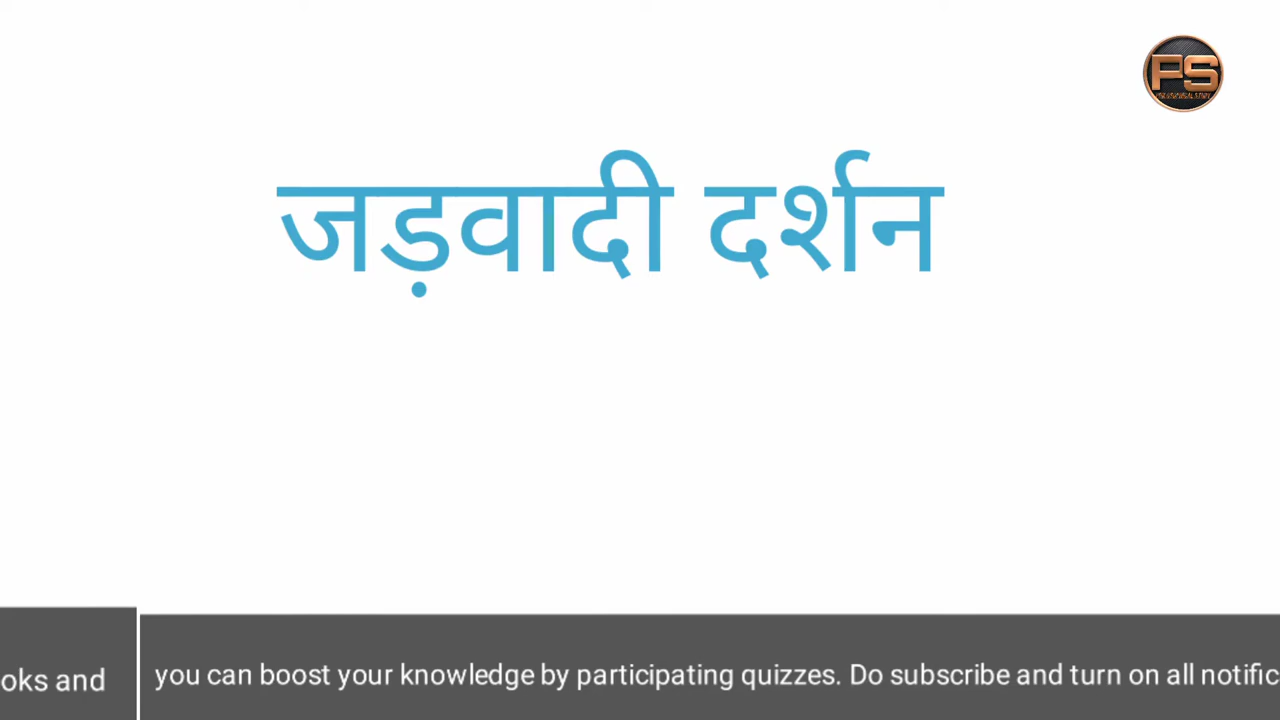 PS
जड़वादी दर्शन
oks and
you can boost your knowledge by participating quizzes. Do subscribe and turn on all notific